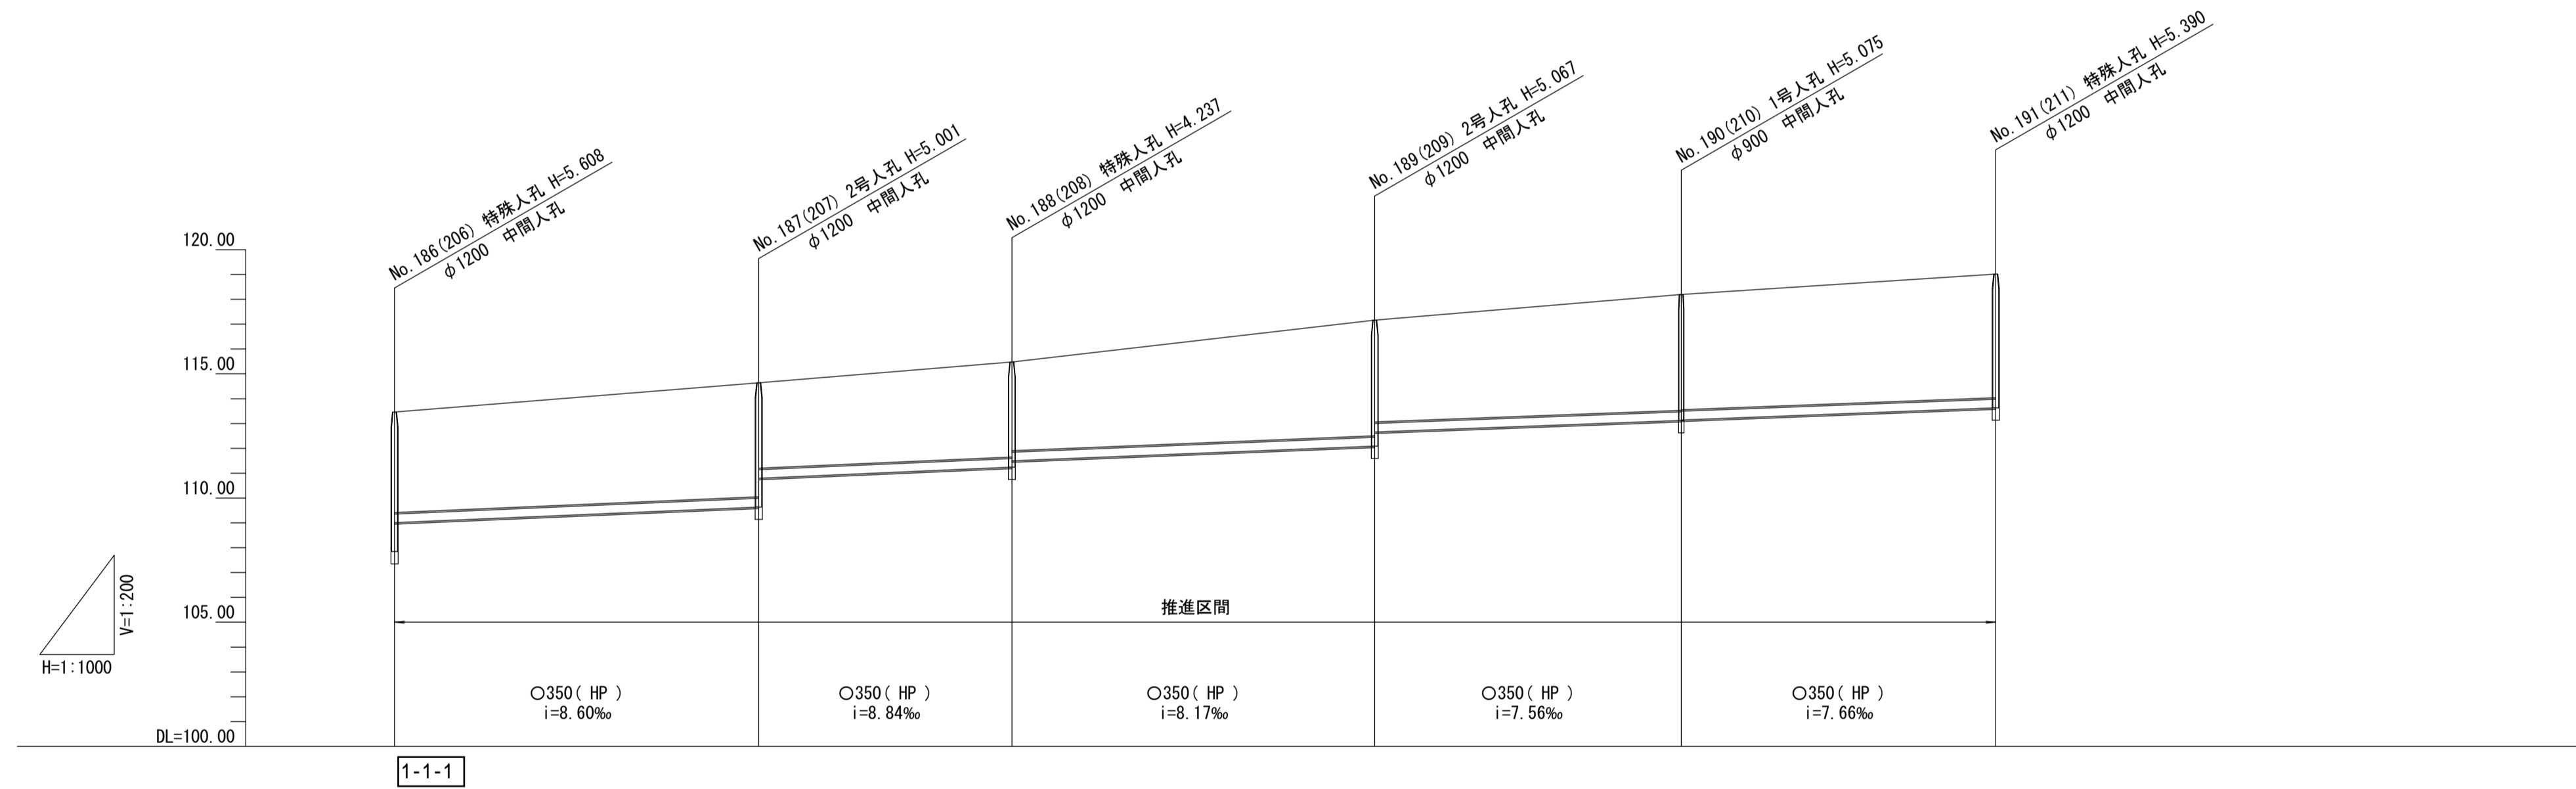 No.186(206) 特殊人孔 H=5.608
φ1200 中間人孔
No.187(207) 2号人孔 H=5.001
φ1200 中間人孔
No.188(208) 特殊人孔 H=4.237
φ1200 中間人孔
No.189(209) 2号人孔 H=5.067
φ1200 中間人孔
No.190(210) 1号人孔 H=5.075
φ900 中間人孔
No.191(211) 特殊人孔 H=5.390
φ1200 中間人孔
120.00
115.00
110.00
105.00
DL=100.00
V=1:200
H=1:1000
推進区間
○350( HP )
i=8.60‰
○350( HP )
i=8.84‰
○350( HP )
i=8.17‰
○350( HP )
i=7.56‰
○350( HP )
i=7.66‰
1-1-1